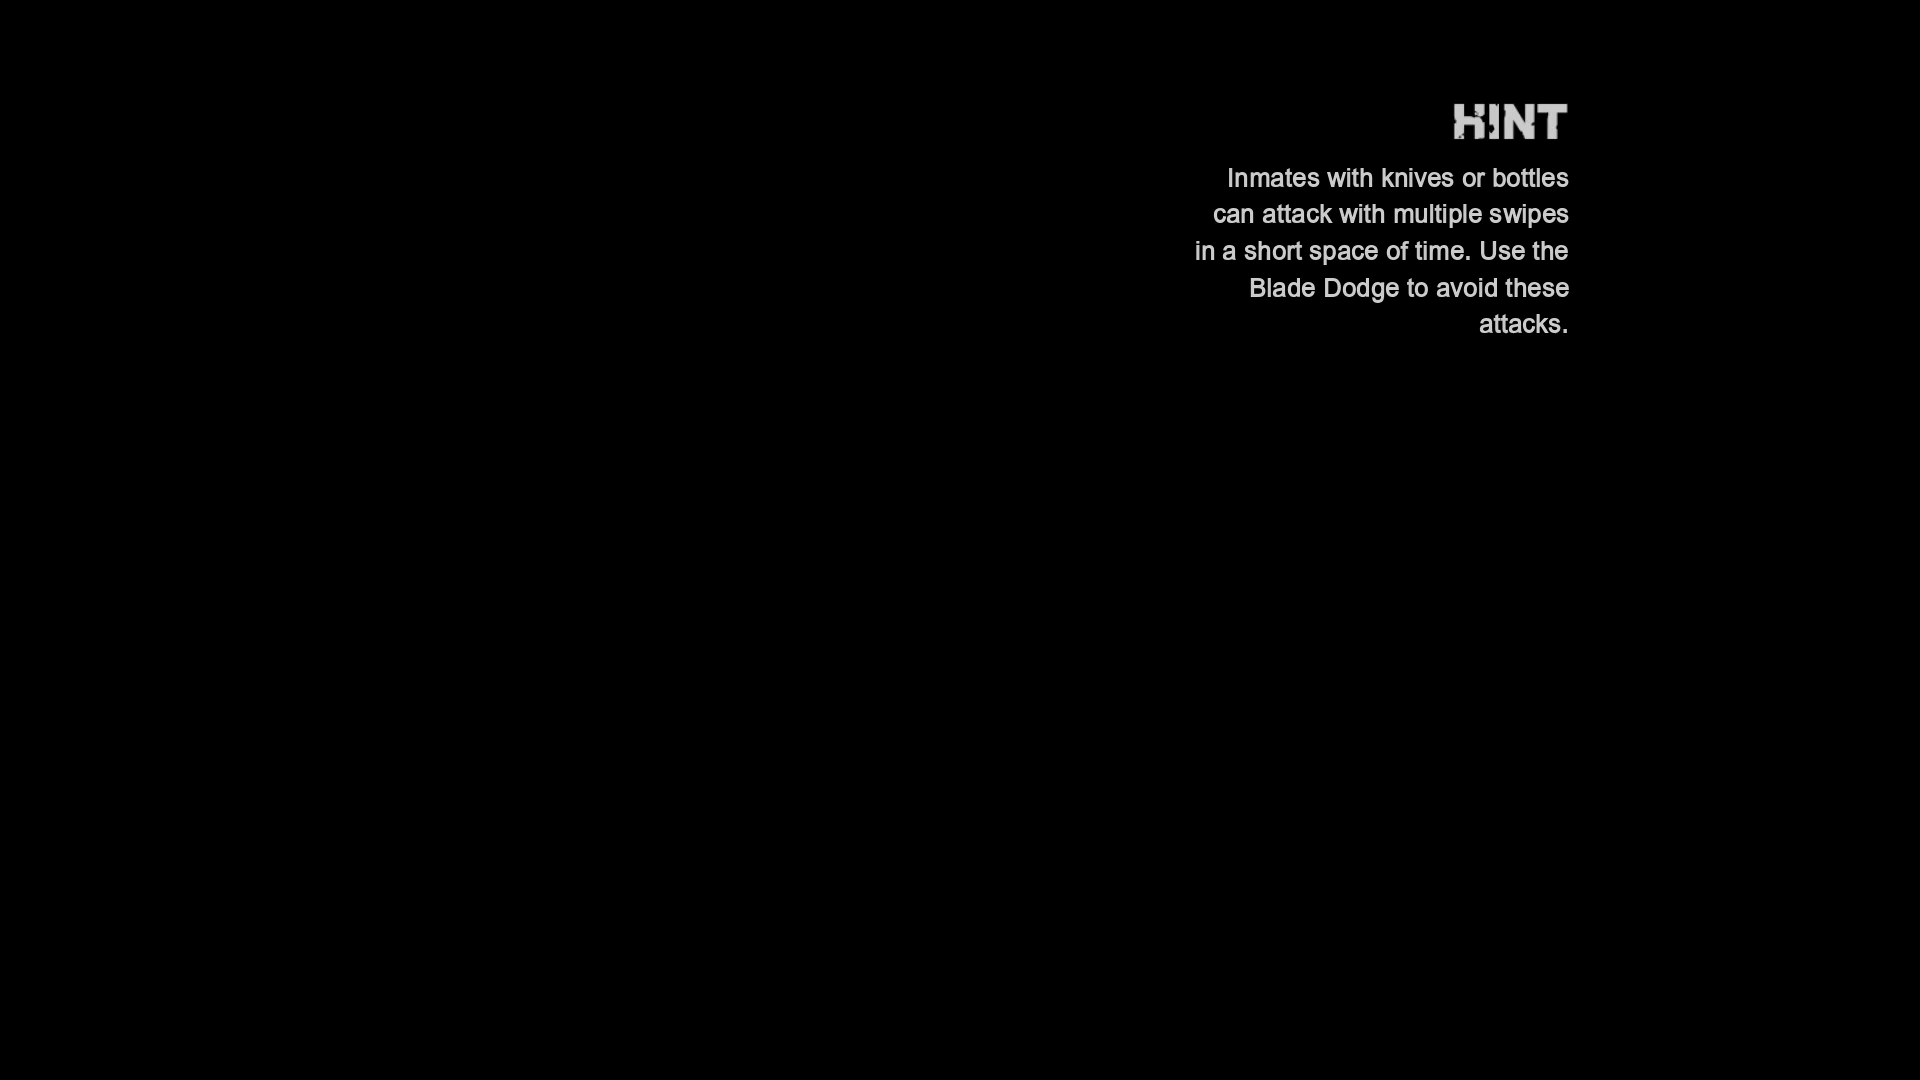 HINT
Inmates with knives or bottles
can attack with multiple swipes
in a short space of time. Use the
Blade Dodge to avoid these
attacks.